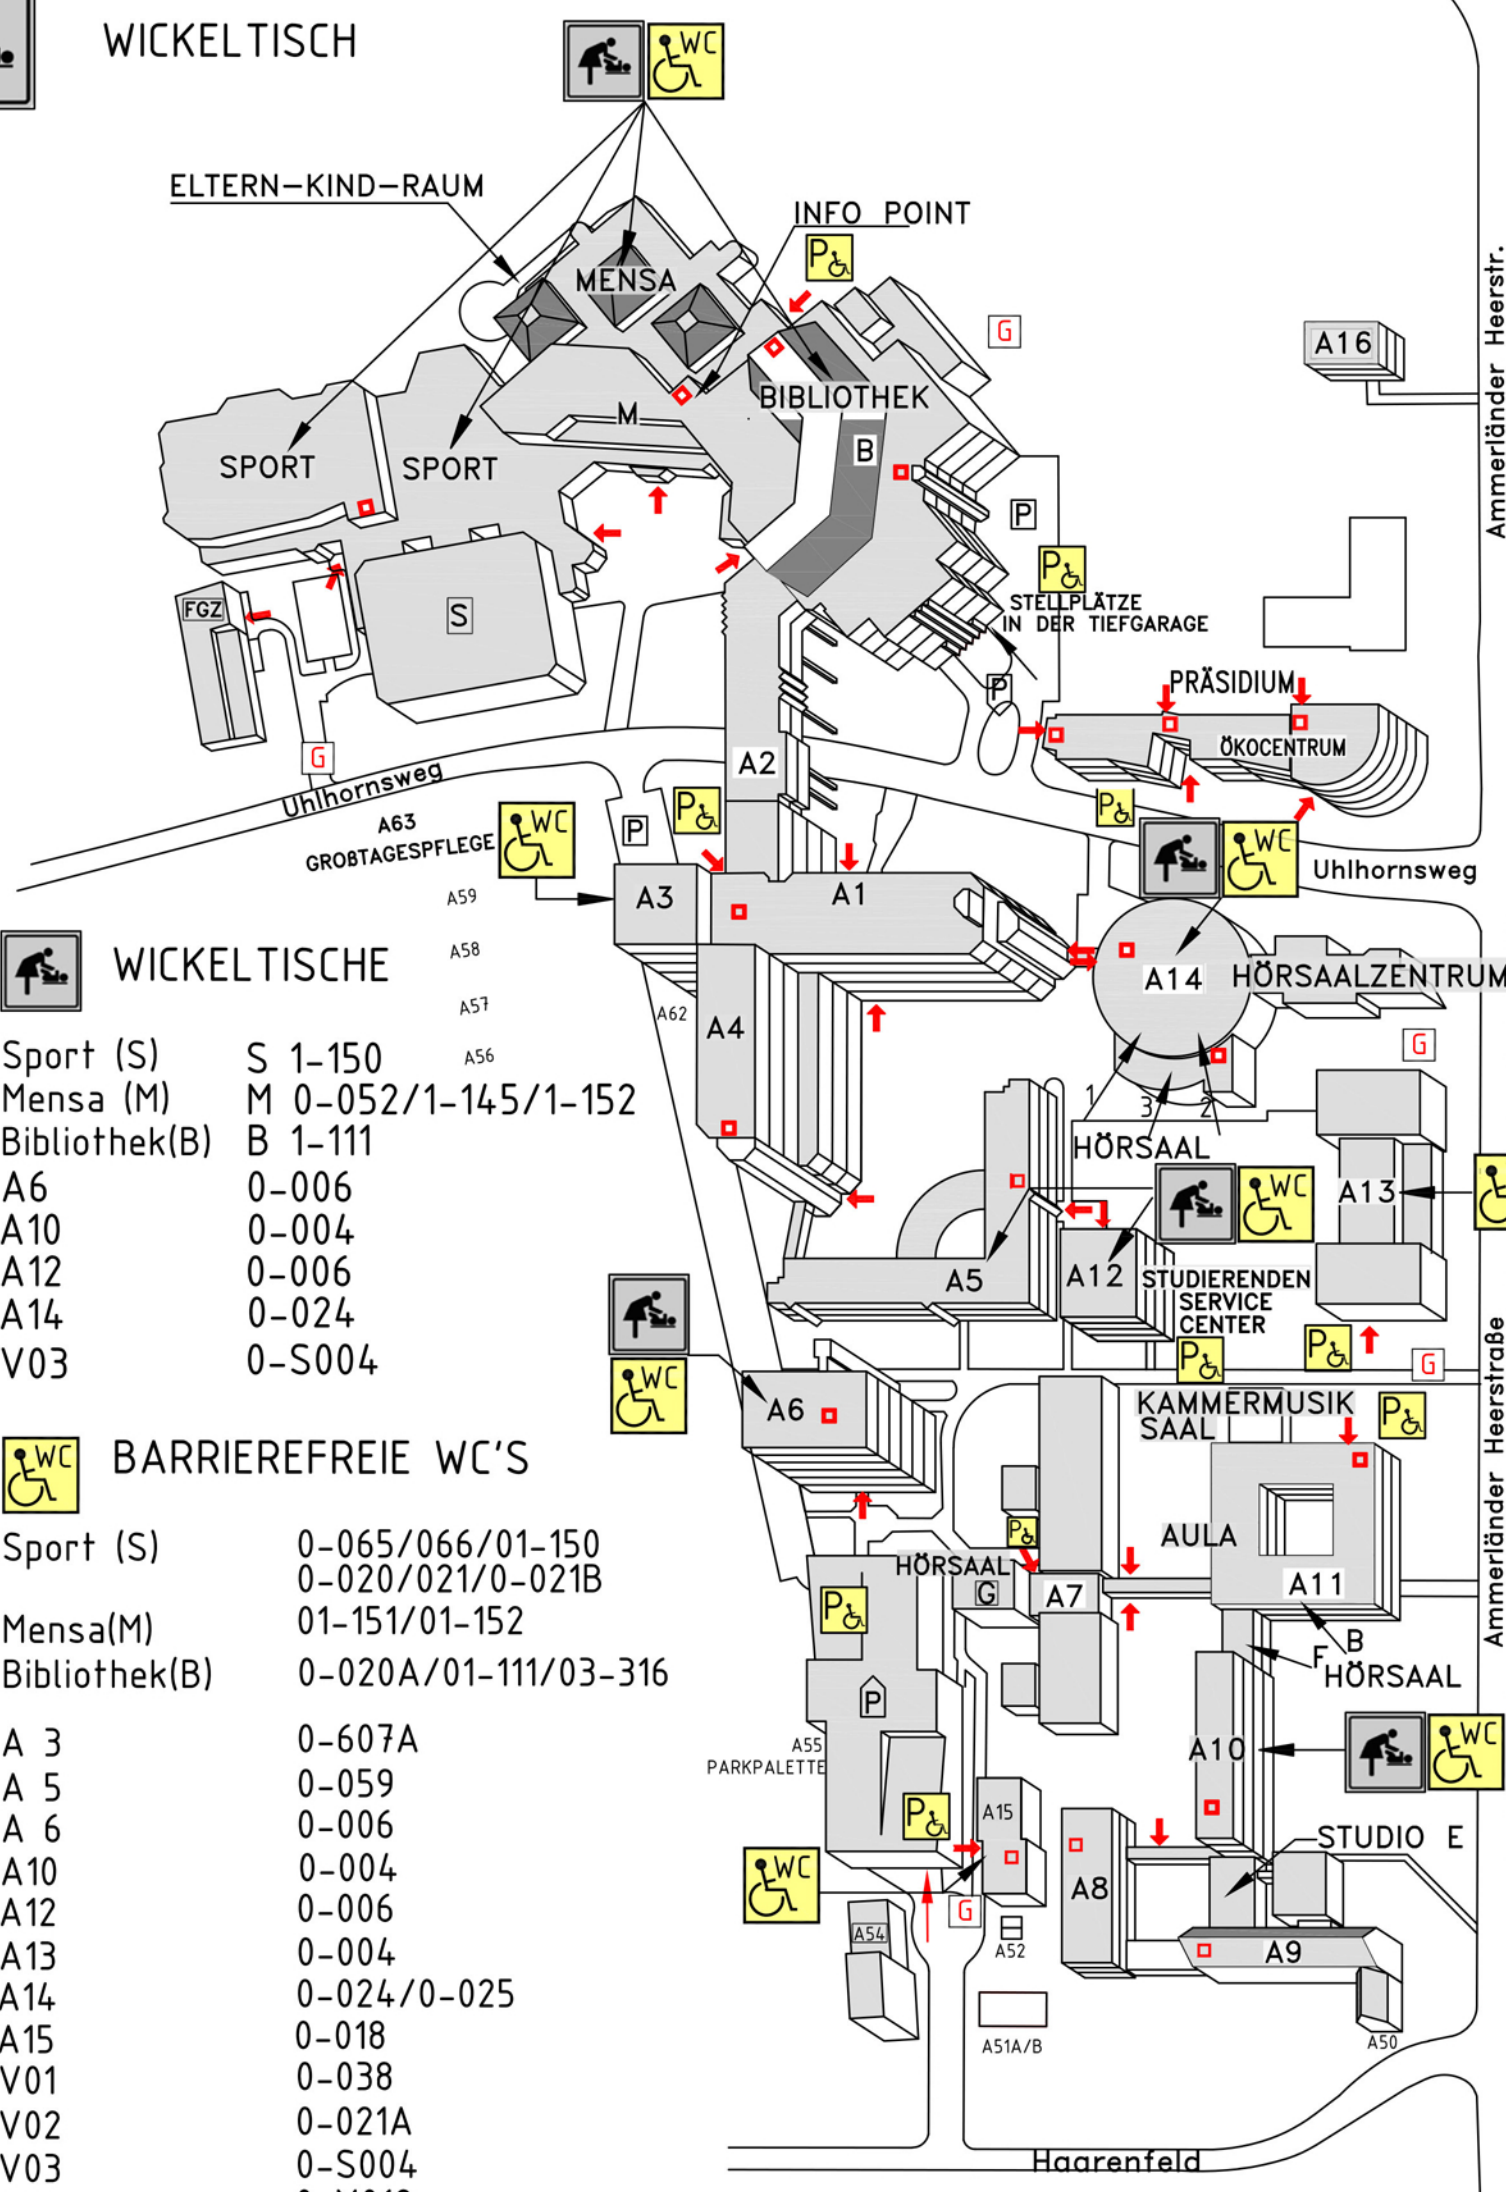 WICKELTISCH
WC
ELTERN-KIND-RAUM
INFO POINT
P
MENSA
G
A16
Ammerländer Heerstr.
BIBLIOTHEK
M
B
SPORT
SPORT
P
P
STELLPLÄTZE
IN DER TIEFGARAGE
FGZ
S
P
PRÄSIDIUM
ÖKOCENTRUM
G
A2
Uhlhornsweg
P
P
P
A63
GROßTAGESPFLEGE
WC
WC
Uhlhornsweg
A59
A3
A1
A58
WICKELTISCHE
A14
HÖRSAALZENTRUM
A57
A62
A4
G
A56
Sport (S) S 1-150
Mensa (M) M 0-052/1-145/1-152
Bibliothek(B) B 1-111
A6 0-006
A10 0-004
A12 0-006
A14 0-024
V03 0-S004
1
3
2
HÖRSAAL
WC
A13
A5
A12
STUDIERENDEN
SERVICE
CENTER
P
P
G
WC
A6
KAMMERMUSIK
SAAL
P
Ammerländer Heerstraße
WC
BARRIEREFREIE WC'S
Sport (S) 0-065/066/01-150
0-020/021/0-021B
Mensa(M) 01-151/01-152
Bibliothek(B) 0-020A/01-111/03-316
A 3 0-607A
A 5 0-059
A 6 0-006
A10 0-004
A12 0-006
A13 0-004
A14 0-024/0-025
A15 0-018
V01 0-038
V02 0-021A
V03 0-S004
P
AULA
HÖRSAAL
G
A7
A11
P
B
F
HÖRSAAL
P
A55
PARKPALETTE
A10
WC
P
A15
STUDIO E
WC
A8
G
A54
A52
A9
A51A/B
A50
Haarenfeld